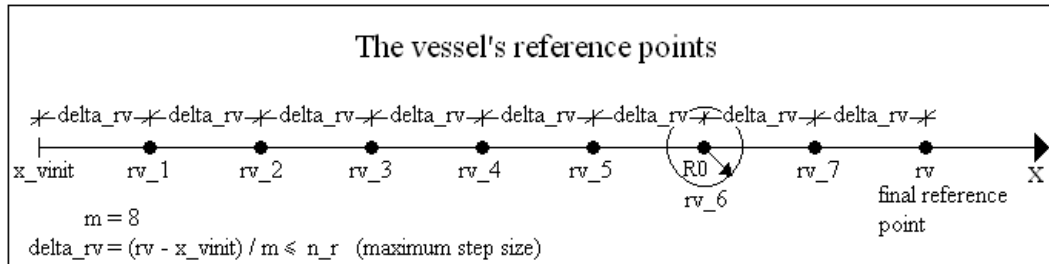 The vessel's reference points
delta_rv delta_rv delta_rv delta_rv delta_rv delta_rv delta_rv delta_rv
x_vinit rv_1 rv_2 rv_3 rv_4 rv_5 R0 rv_7 rv X
rv_6 final reference
point
m = 8
delta_rv = (rv - x_vinit) / m ≤ n_r (maximum step size)